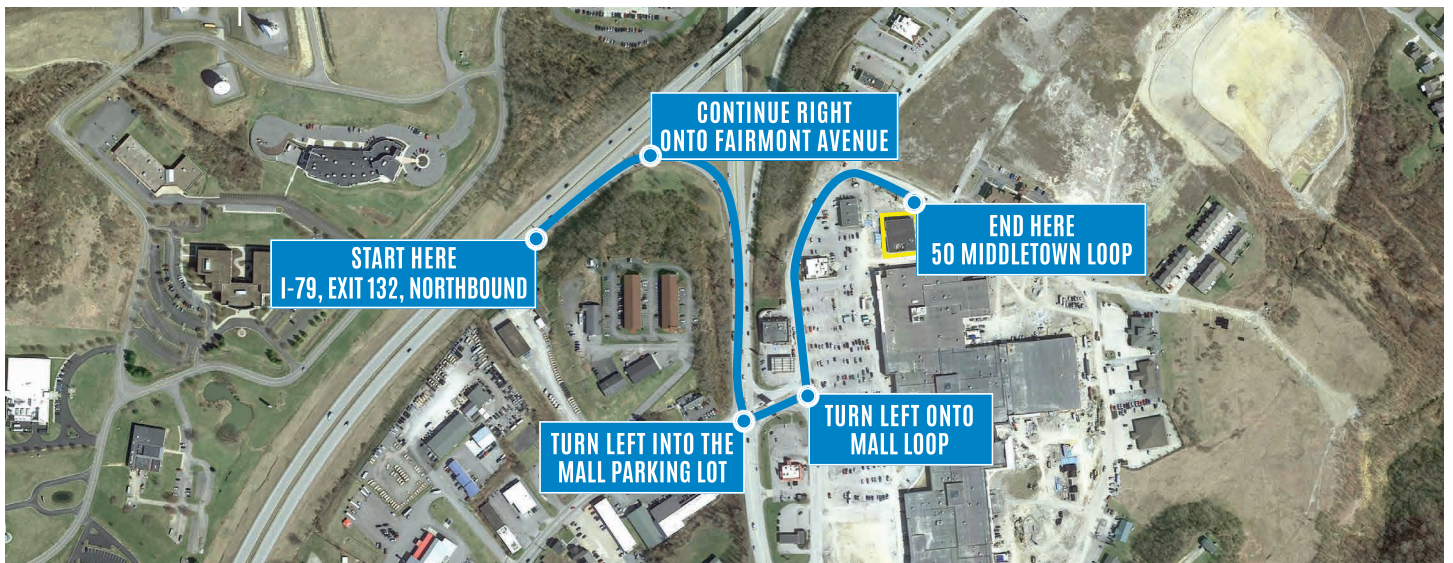 CONTINUE RIGHT
ONTO FAIRMONT AVENUE
START HERE
I-79, EXIT 132, NORTHBOUND
END HERE
50 MIDDLETOWN LOOP
TURN LEFT INTO THE
MALL PARKING LOT
TURN LEFT ONTO
MALL LOOP